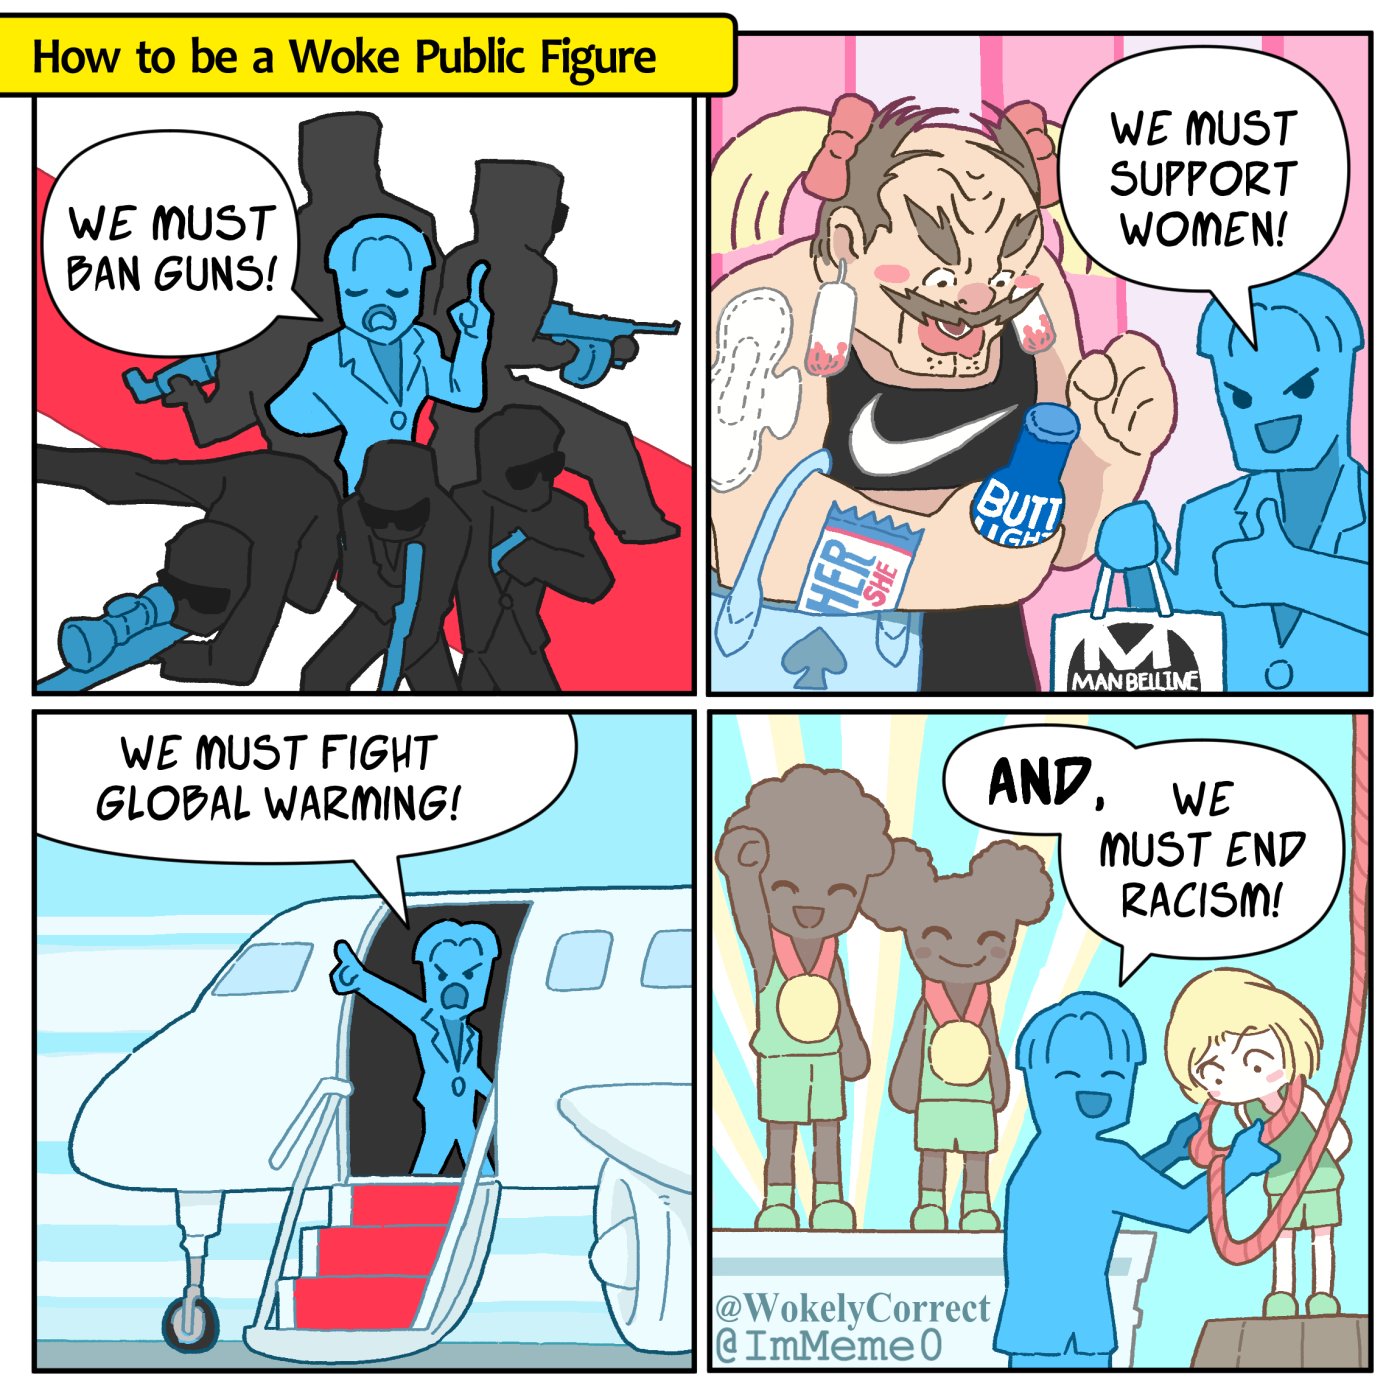 How to be a Woke Public Figure
WE MUST
BAN GUNS!
WE MUST
SUPPORT
WOMEN!
BUTT
LIGHT
HER
SHE
M
MANBELLINE
WE MUST FIGHT
GLOBAL WARMING!
AND,
WE
MUST END
RACISM!
@WokelyCorrect
@ImMeme0